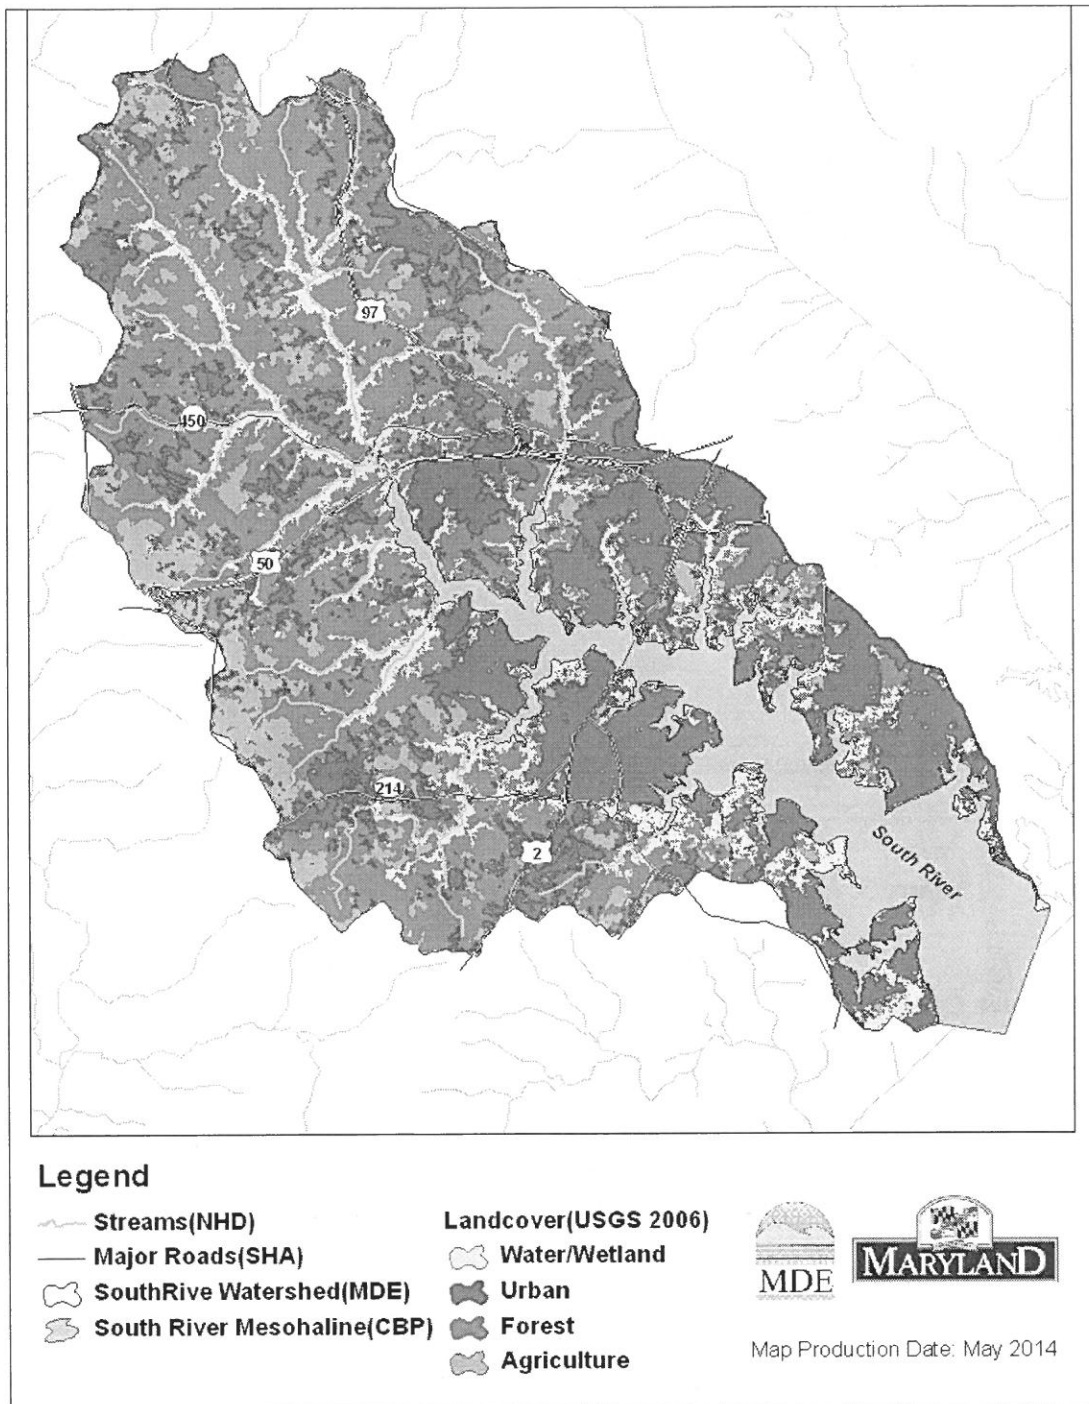 97
450
50
214
2
South River
Legend
Streams(NHD)
Major Roads(SHA)
SouthRive Watershed(MDE)
South River Mesohaline(CBP)
Landcover(USGS 2006)
Water/Wetland
Urban
Forest
Agriculture
MDE
MARYLAND
Map Production Date: May 2014